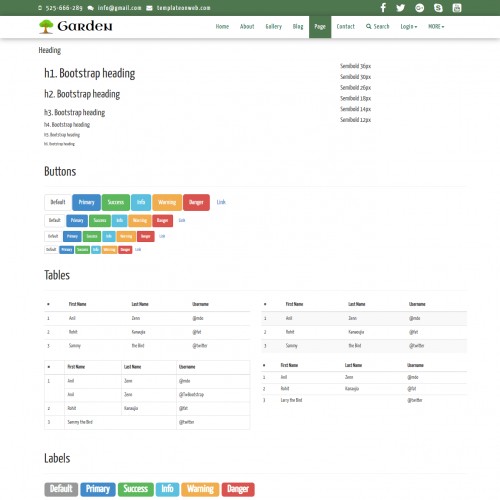 525-666-289 info@gmail.com templateonweb.com
Garden Home About Gallery Blog Page Contact Search Login MORE
Heading
h1. Bootstrap heading
h2. Bootstrap heading
h3. Bootstrap heading
h4. Bootstrap heading
h5. Bootstrap heading
h6. Bootstrap heading
Semibold 36px
Semibold 30px
Semibold 26px
Semibold 18px
Semibold 14px
Semibold 12px
Buttons
Default Primary Success Info Warning Danger Link
Default Primary Success Info Warning Danger Link
Default Primary Success Info Warning Danger Link
Default Primary Success Info Warning Danger Link
Tables
# First Name Last Name Username
1 Anil Zenn @mdo
2 Rohit Kanaujia @fat
3 Sammy the Bird @twitter
# First Name Last Name Username
1 Anil Zenn @mdo
2 Rohit Kanaujia @fat
3 Sammy the Bird @twitter
# First Name Last Name Username
1 Anil Zenn @mdo
Anil Zenn @TwBootstrap
2 Rohit Kanaujia @fat
3 Sammy the Bird @twitter
# First Name Last Name Username
1 Anil Zenn @mdo
2 Rohit Kanaujia @fat
3 Larry the Bird @twitter
Labels
Default Primary Success Info Warning Danger